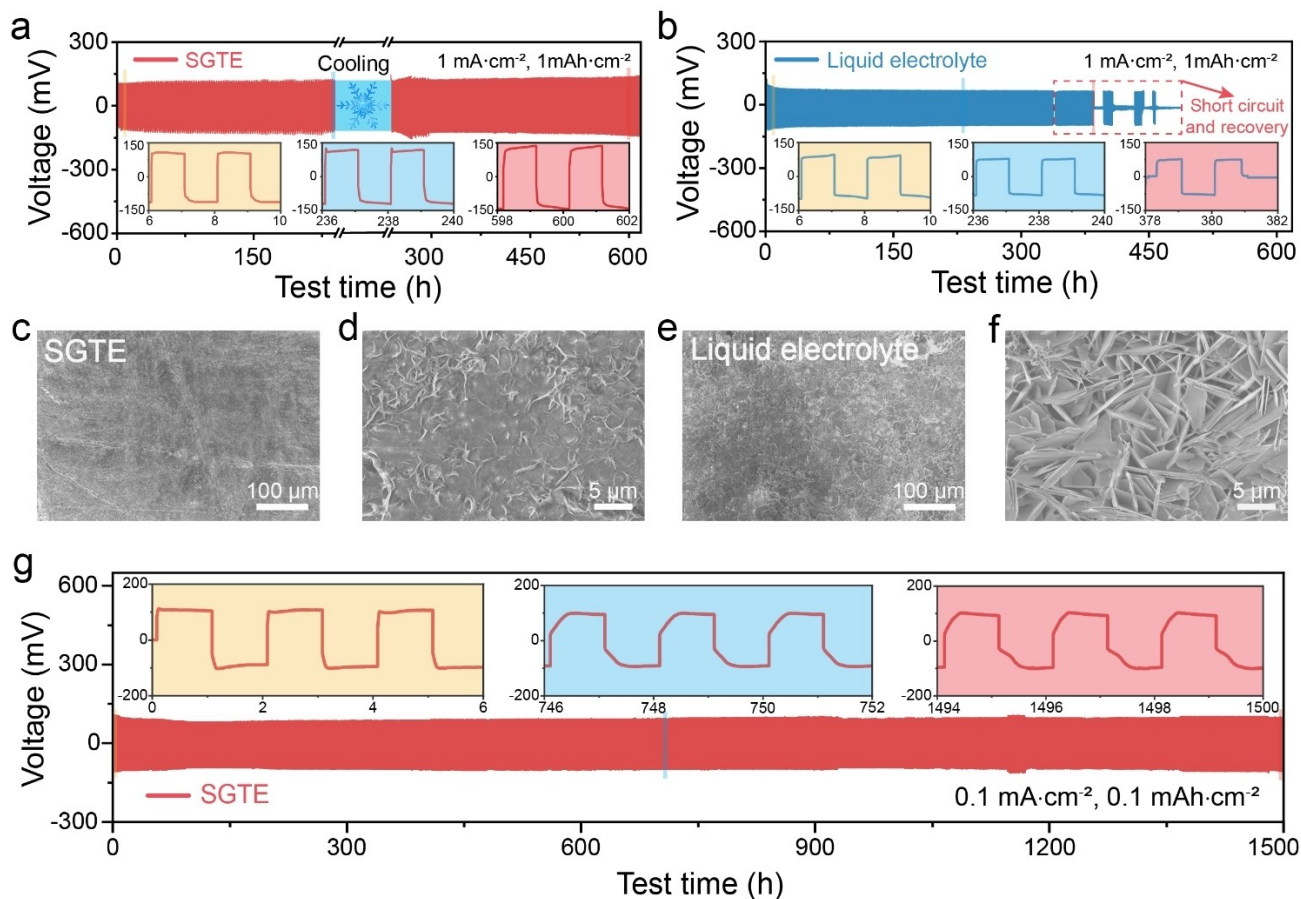 a
300
0
-300
-600
Voltage (mV)
SGTE
Cooling
1 mA·cm⁻², 1mAh·cm⁻²
150
0
-150
6 8 10
150
0
-150
236 238 240
150
0
-150
598 600 602
0 150 300 450 600
Test time (h)
b
300
0
-300
-600
Voltage (mV)
Liquid electrolyte
1 mA·cm⁻², 1mAh·cm⁻²
Short circuit
and recovery
150
0
-150
6 8 10
150
0
-150
236 238 240
150
0
-150
378 380 382
0 150 300 450 600
Test time (h)
c
SGTE
100 µm
d
5 µm
e
Liquid electrolyte
100 µm
f
5 µm
g
600
300
0
-300
Voltage (mV)
200
0
-200
0 2 4 6
200
0
-200
746 748 750 752
200
0
-200
1494 1496 1498 1500
SGTE
0.1 mA·cm⁻², 0.1 mAh·cm⁻²
0 300 600 900 1200 1500
Test time (h)